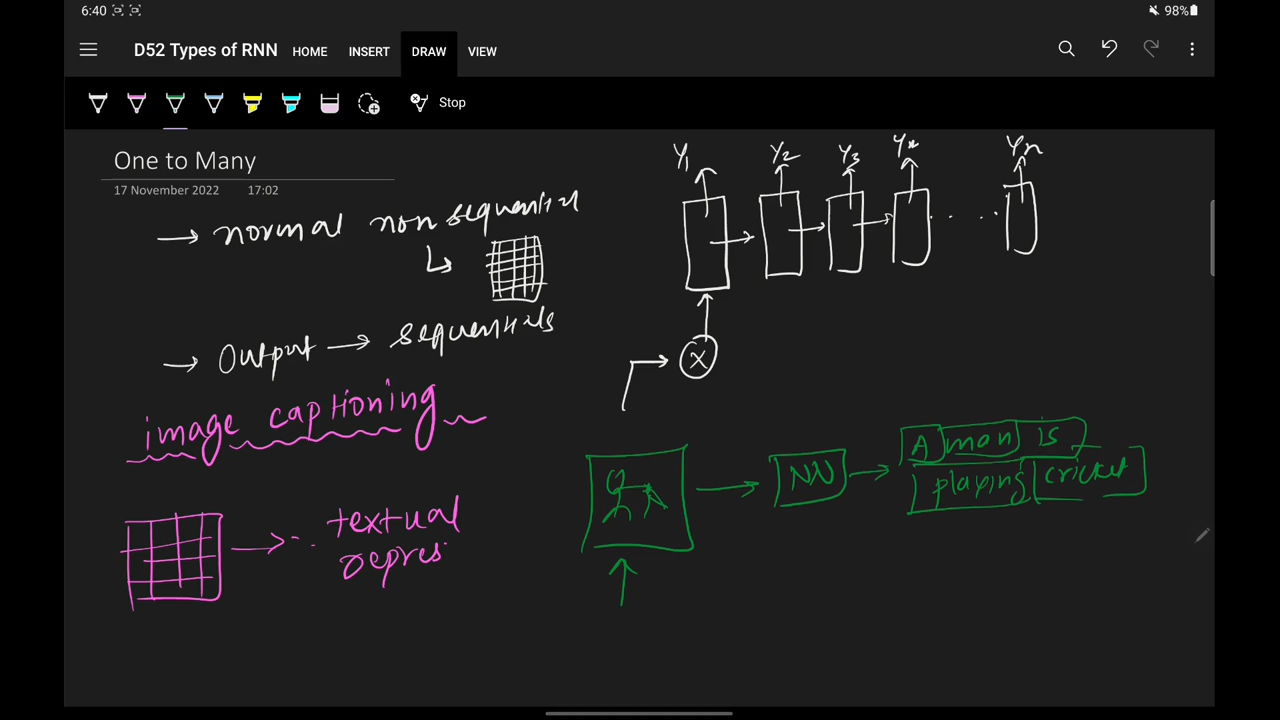 6:40 98%
D52 Types of RNN HOME INSERT DRAW VIEW
Stop
One to Many
17 November 2022 17:02
→ normal non sequential
→ Output → sequentials
image captioning
textual
repres
Y1 Y2 Y3 Yn
X
NN
A man is
playing cricket